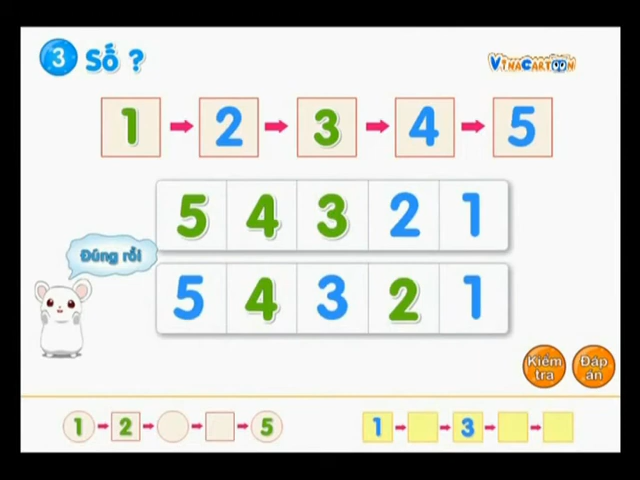 3 Số ?
VINACARTOON
1 2 3 4 5
5 4 3 2 1
Đúng rồi
5 4 3 2 1
Kiểm tra
Đáp án
1 2 5
1 3